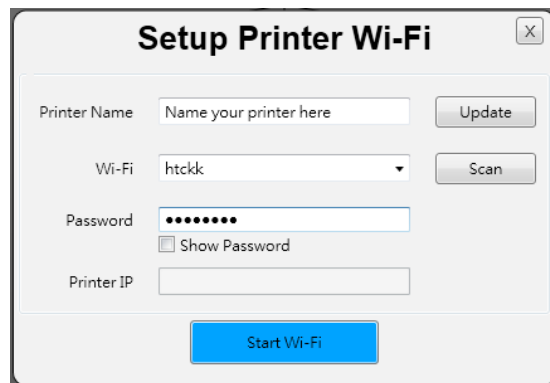 Setup Printer Wi-Fi
X
Printer Name Name your printer here Update
Wi-Fi htckk Scan
Password ●●●●●●●●
Show Password
Printer IP
Start Wi-Fi